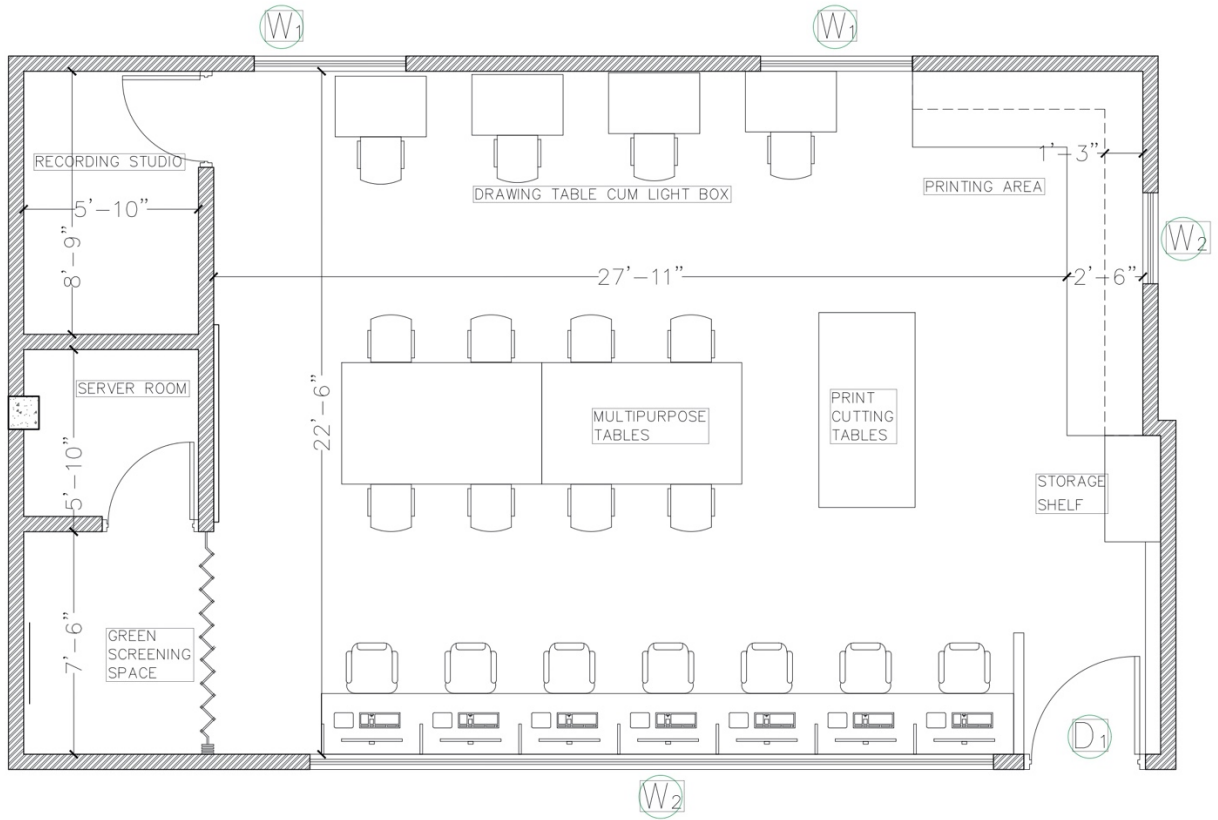 W1
W1
RECORDING STUDIO
5'-10"
8'-9"
DRAWING TABLE CUM LIGHT BOX
PRINTING AREA
1'-3"
W2
27'-11"
2'-6"
SERVER ROOM
5'-10"
22'-6"
MULTIPURPOSE
TABLES
PRINT
CUTTING
TABLES
STORAGE
SHELF
GREEN
SCREENING
SPACE
7'-6"
D1
W2